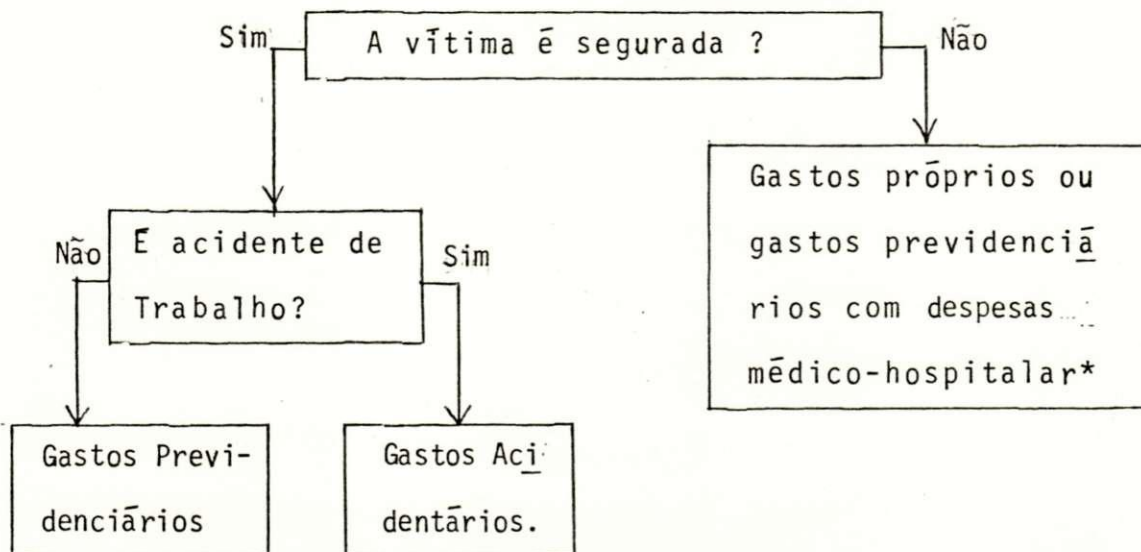 Sim
A vítima é segurada ?
Não
Gastos próprios ou
gastos previdenciá
rios com despesas
médico-hospitalar*
Não
É acidente de
Trabalho?
Sim
Gastos Previ-
denciários
Gastos Aci
dentários.